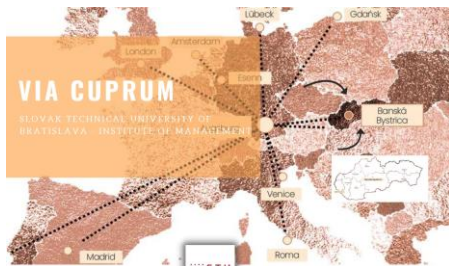 Lübeck
Gdańsk
Amsterdam
London
Essenn
VIA CUPRUM
SLOVAK TECHNICAL UNIVERSITY OF
BRATISLAVA - INSTITUTE OF MANAGEMENT
Banská
Bystrica
Venice
Madrid
Roma